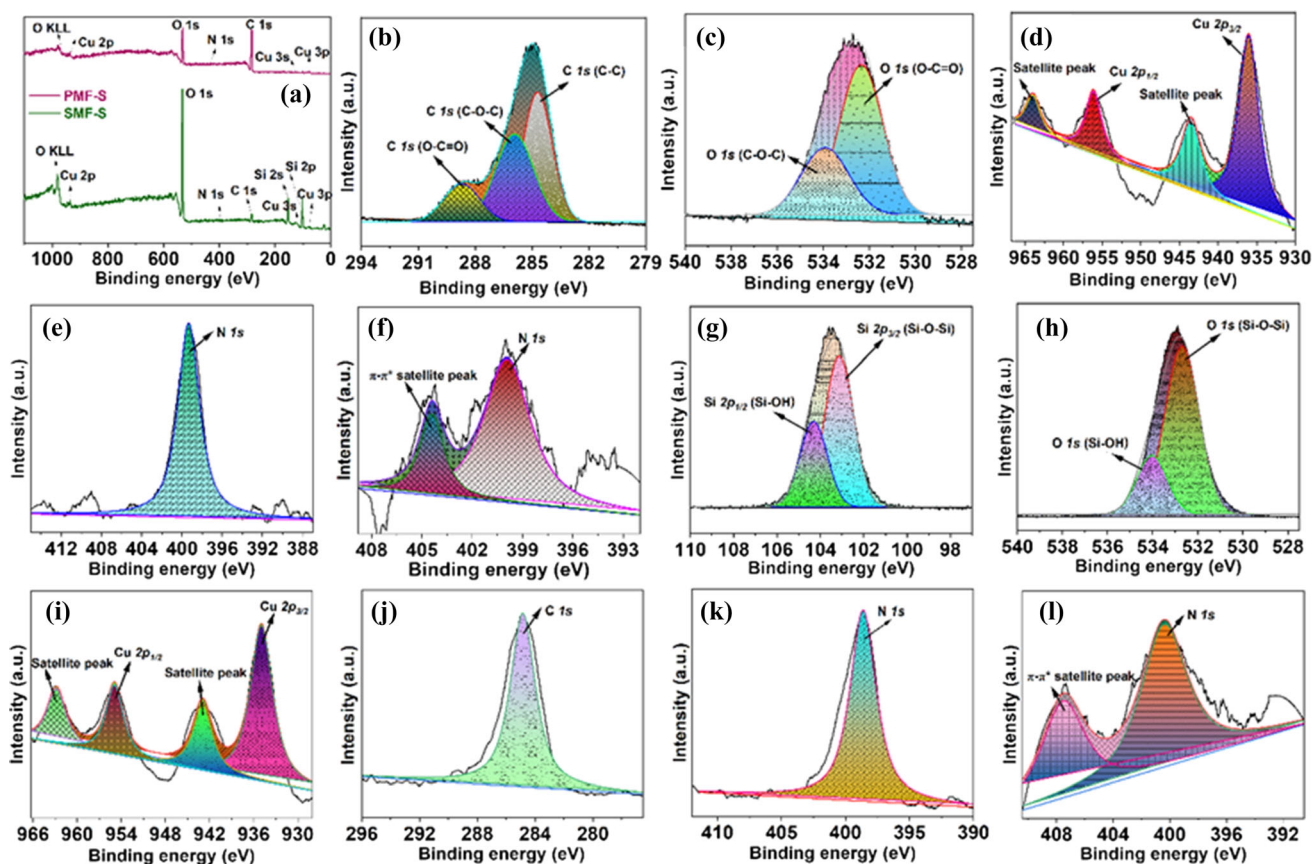 (a)
O KLL
Cu 2p
O 1s
N 1s
C 1s
Cu 3s
Cu 3p
PMF-S
SMF-S
O 1s
O KLL
Cu 2p
N 1s
C 1s
Si 2s
Si 2p
Cu 3s
Cu 3p
1000 800 600 400 200 0
Binding energy (eV)
(b)
Intensity (a.u.)
C 1s (C-C)
C 1s (C-O-C)
C 1s (O-C=O)
294 291 288 285 282 279
Binding energy (eV)
(c)
Intensity (a.u.)
O 1s (O-C=O)
O 1s (C-O-C)
540 536 534 532 530 528
Binding energy (eV)
(d)
Intensity (a.u.)
Cu 2p3/2
Satellite peak
Cu 2p1/2
Satellite peak
965 960 955 950 945 940 935 930
Binding energy (eV)
(e)
Intensity (a.u.)
N 1s
412 408 404 400 396 392 388
Binding energy (eV)
(f)
Intensity (a.u.)
N 1s
π-π* satellite peak
408 405 402 399 395 392
Binding energy (eV)
(g)
Intensity (a.u.)
Si 2p3/2 (Si-O-Si)
Si 2p1/2 (Si-OH)
110 108 106 104 102 100 98
Binding energy (eV)
(h)
Intensity (a.u.)
O 1s (Si-O-Si)
O 1s (Si-OH)
540 536 534 532 530 528
Binding energy (eV)
(i)
Intensity (a.u.)
Cu 2p3/2
Satellite peak
Cu 2p1/2
Satellite peak
966 960 954 948 942 936 930
Binding energy (eV)
(j)
Intensity (a.u.)
C 1s
296 292 288 284 280
Binding energy (eV)
(k)
Intensity (a.u.)
N 1s
412 405 399 395 390
Binding energy (eV)
(l)
Intensity (a.u.)
N 1s
π-π* satellite peak
408 404 400 396 392
Binding energy (eV)